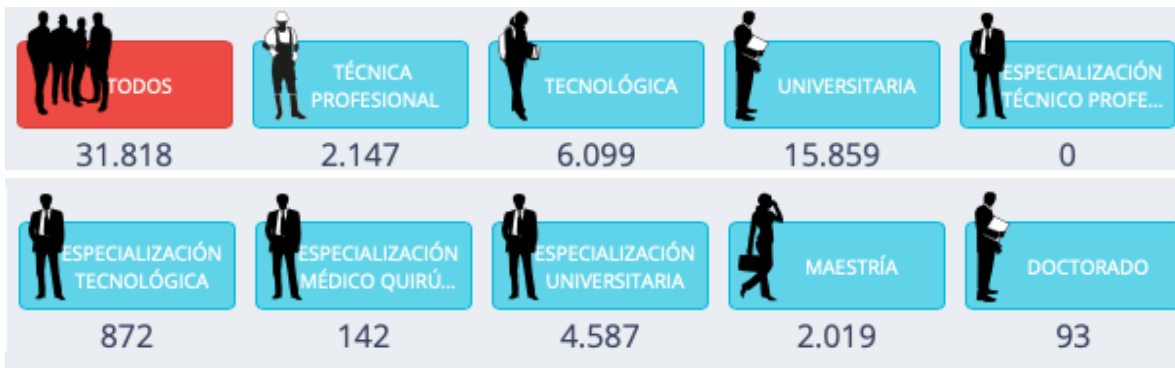 TODOS
TÉCNICA
PROFESIONAL
TECNOLÓGICA
UNIVERSITARIA
ESPECIALIZACIÓN
TÉCNICO PROFE...
31.818
2.147
6.099
15.859
0
ESPECIALIZACIÓN
TECNOLÓGICA
ESPECIALIZACIÓN
MÉDICO QUIRÚ...
ESPECIALIZACIÓN
UNIVERSITARIA
MAESTRÍA
DOCTORADO
872
142
4.587
2.019
93